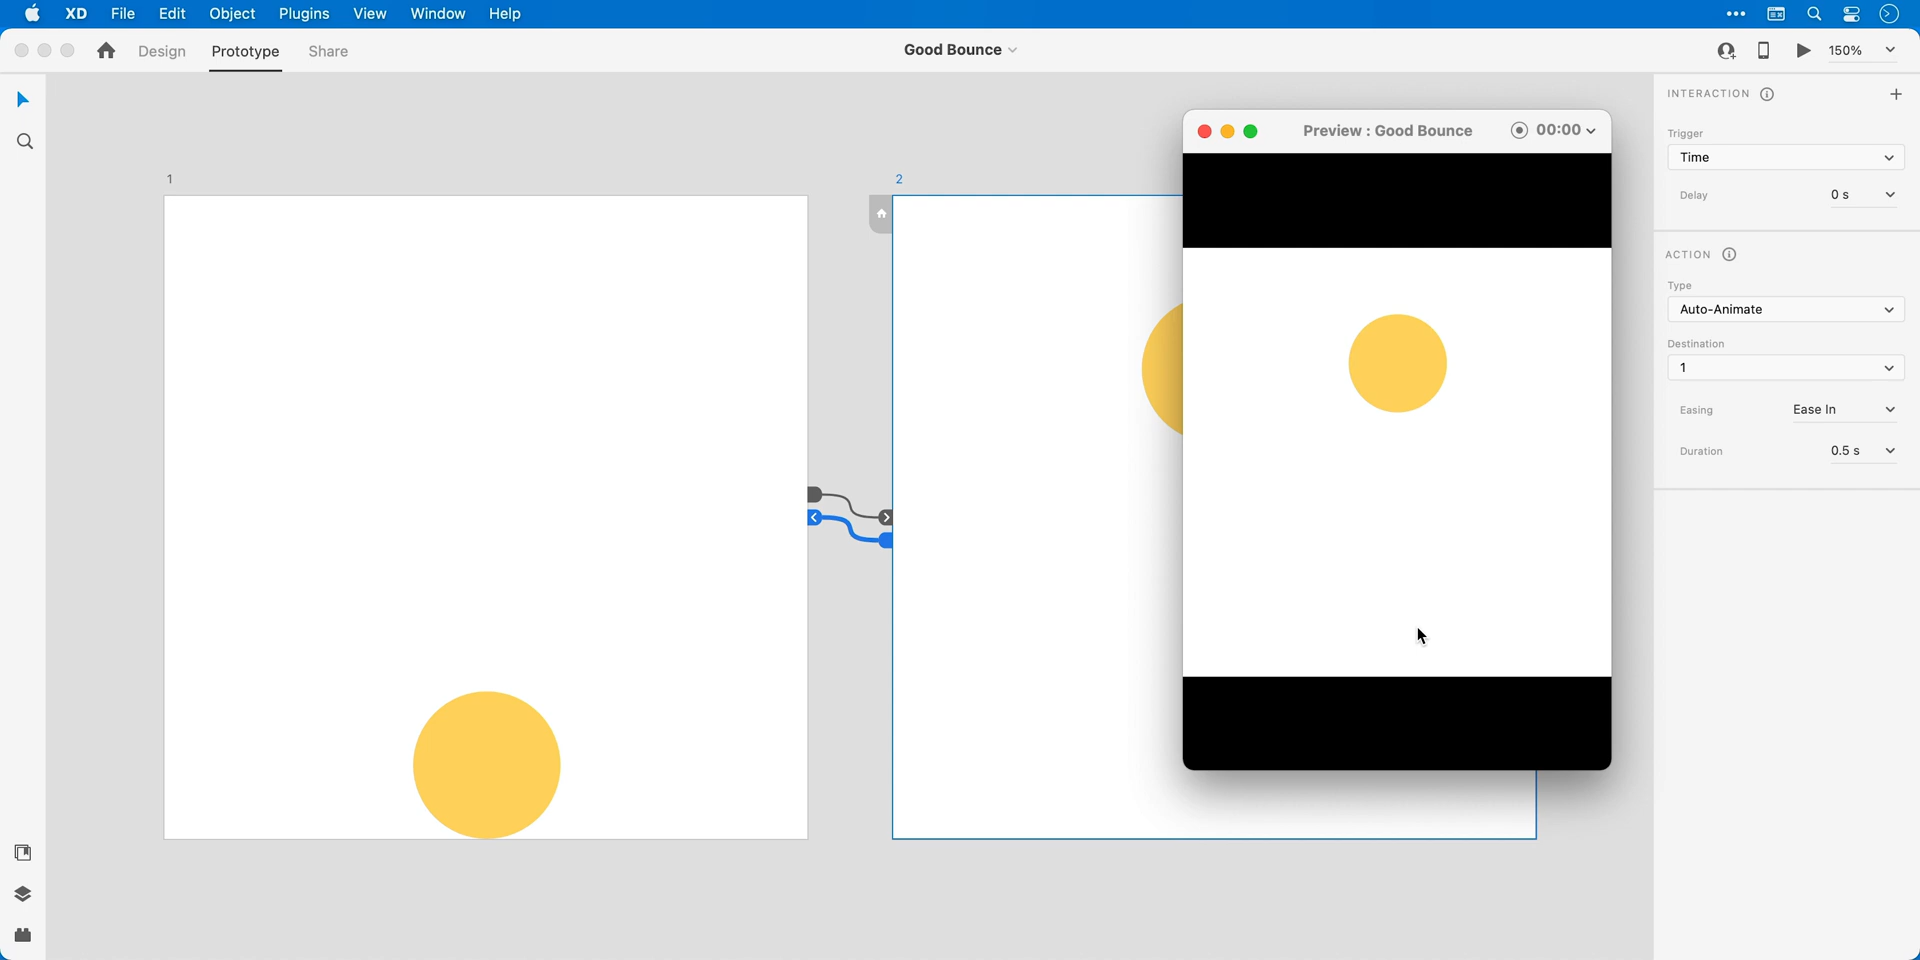 XD File Edit Object Plugins View Window Help
Design Prototype Share
Good Bounce
150%
INTERACTION
Trigger
Time
Delay 0 s
ACTION
Type
Auto-Animate
Destination
1
Easing Ease In
Duration 0.5 s
1
2
Preview : Good Bounce 00:00